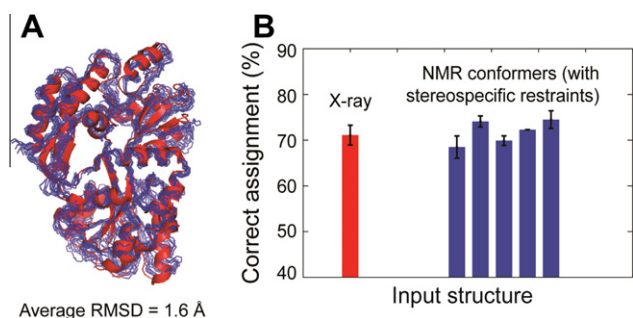 A
Average RMSD = 1.6 Å
B
Correct assignment (%)
90
80
70
60
50
40
X-ray
NMR conformers (with
stereospecific restraints)
Input structure